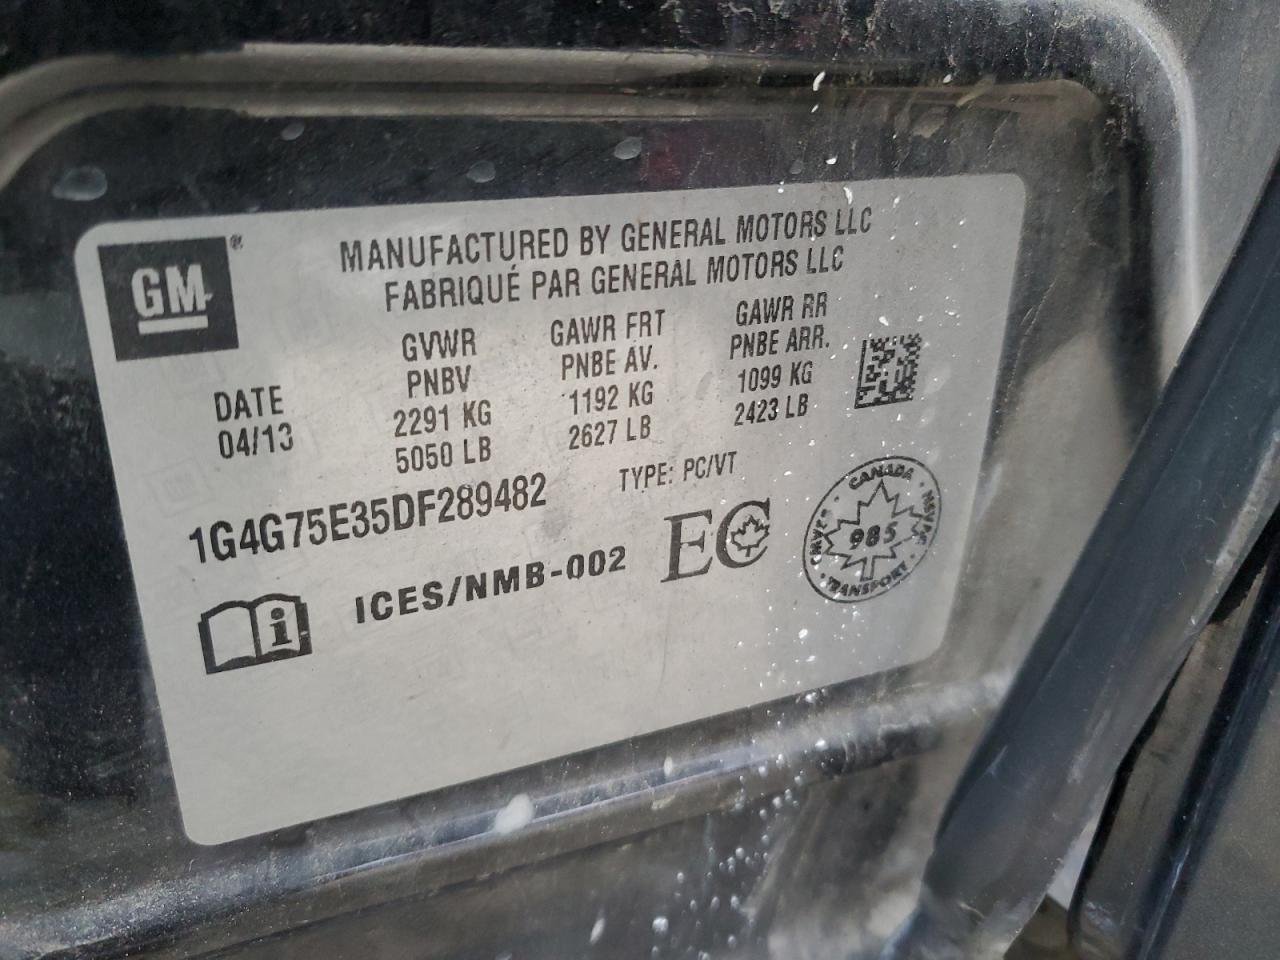 GM®
MANUFACTURED BY GENERAL MOTORS LLC
FABRIQUÉ PAR GENERAL MOTORS LLC
DATE
04/13
GVWR
PNBV
2291 KG
5050 LB
GAWR FRT
PNBE AV.
1192 KG
2627 LB
GAWR RR
PNBE ARR.
1099 KG
2423 LB
1G4G75E35DF289482
TYPE: PC/VT
i
ICES/NMB-002
EC
CANADA
985
TRANSPORT